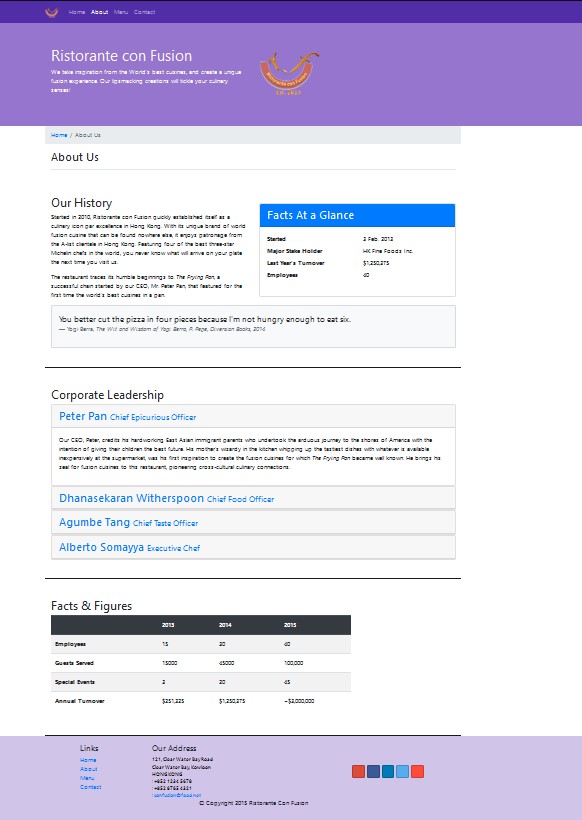 Home About Menu Contact
Ristorante con Fusion
We take inspiration from the World's best cuisines, and create a unique
fusion experience. Our lipsmacking creations will tickle your culinary
senses!
Ristorante con Fusion
Home / About Us
About Us
Our History
Started in 2010, Ristorante con Fusion quickly established itself as a
culinary icon par excellence in Hong Kong. With its unique brand of world
fusion cuisine that can be found nowhere else, it enjoys patronage from
the A-list clientele in Hong Kong. Featuring four of the best three-star
Michelin chefs in the world, you never know what will arrive on your plate
the next time you visit us.
The restaurant traces its humble beginnings to The Frying Pan, a
successful chain started by our CEO, Mr. Peter Pan, that featured for the
first time the world's best cuisines in a pan.
Facts At a Glance
Started 3 Feb. 2013
Major Stake Holder HK Fine Foods Inc.
Last Year's Turnover $1,250,375
Employees 40
You better cut the pizza in four pieces because I'm not hungry enough to eat six.
— Yogi Berra, The Wit and Wisdom of Yogi Berra, P. Pepe, Diversion Books, 2014
Corporate Leadership
Peter Pan Chief Epicurious Officer
Our CEO, Peter, credits his hardworking East Asian immigrant parents who undertook the arduous journey to the shores of America with the
intention of giving their children the best future. His mother's wizardy in the kitchen whipping up the tastiest dishes with whatever is available
inexpensively at the supermarket, was his first inspiration to create the fusion cuisines for which The Frying Pan became well known. He brings his
zeal for fusion cuisines to this restaurant, pioneering cross-cultural culinary connections.
Dhanasekaran Witherspoon Chief Food Officer
Agumbe Tang Chief Taste Officer
Alberto Somayya Executive Chef
Facts & Figures
2013 2014 2015
Employees 15 30 40
Guests Served 15000 45000 100,000
Special Events 3 20 45
Annual Turnover $251,325 $1,250,375 ~$3,000,000
Links
Home
About
Menu
Contact
Our Address
121, Clear Water Bay Road
Clear Water Bay, Kowloon
HONG KONG
: +852 1234 5678
: +852 8765 4321
: confusion@food.net
© Copyright 2015 Ristorante Con Fusion